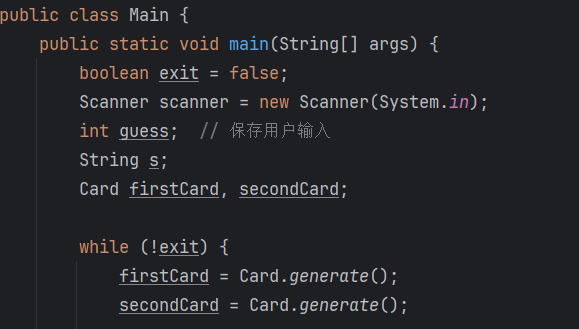 public class Main {
public static void main(String[] args) {
boolean exit = false;
Scanner scanner = new Scanner(System.in);
int guess;  // 保存用户输入
String s;
Card firstCard, secondCard;
while (!exit) {
firstCard = Card.generate();
secondCard = Card.generate();